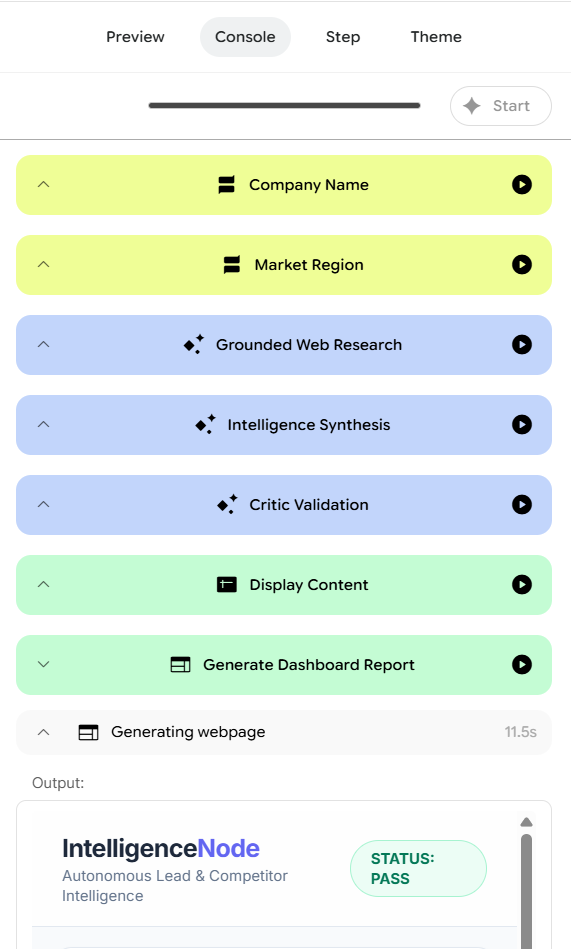 Preview Console Step Theme
Start
Company Name
Market Region
Grounded Web Research
Intelligence Synthesis
Critic Validation
Display Content
Generate Dashboard Report
Generating webpage 11.5s
Output:
IntelligenceNode
Autonomous Lead & Competitor
Intelligence
STATUS:
PASS